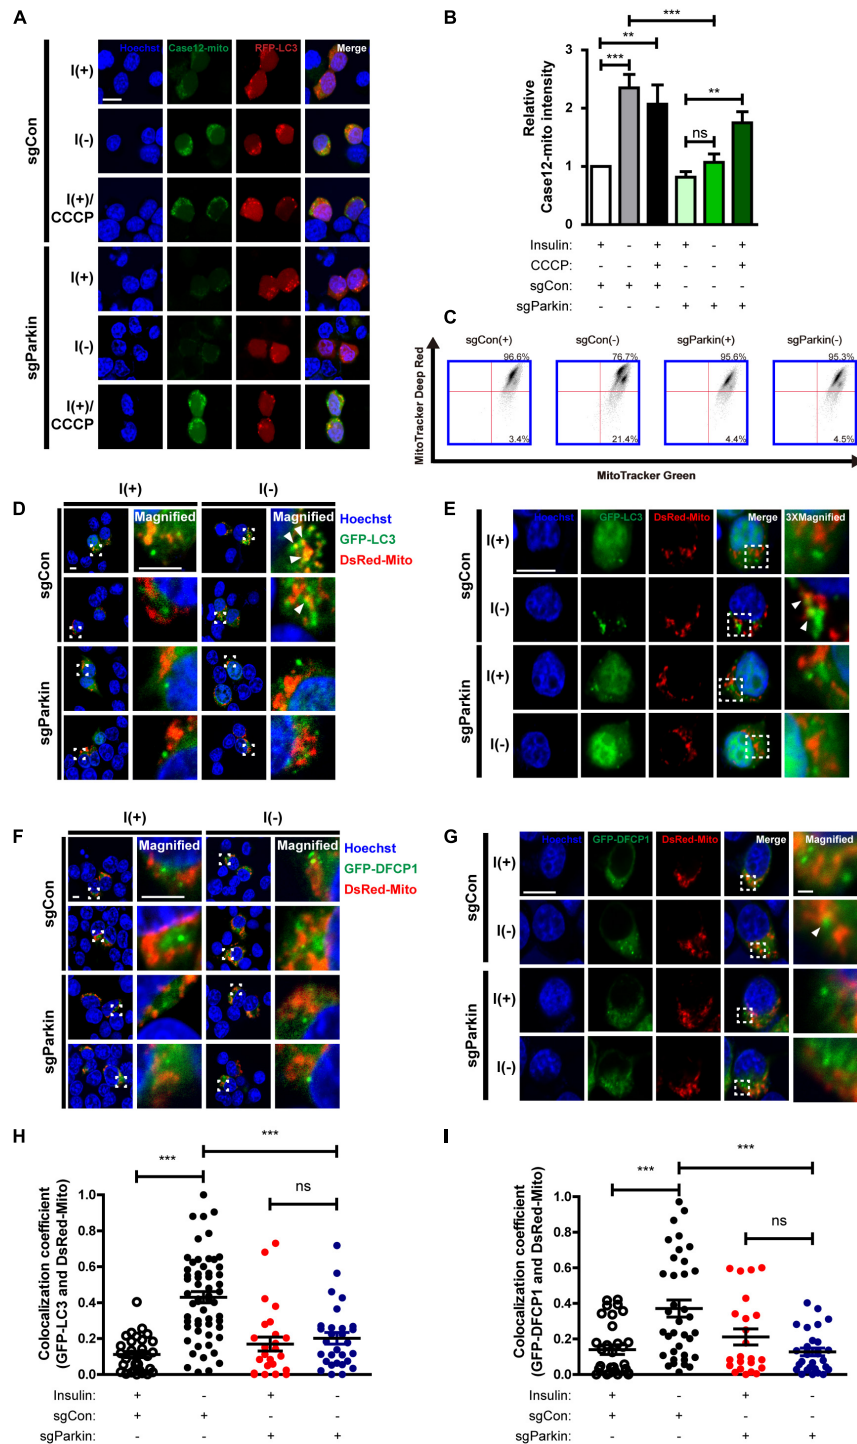 A
Hoechst Case12-mito RFP-LC3 Merge
sgCon
I(+)
I(-)
I(+)/
CCCP
sgParkin
I(+)
I(-)
I(+)/
CCCP
B
Relative
Case12-mito intensity
3
2
1
0
***
**
***
**
ns
Insulin: + - + + - +
CCCP: - - + - - +
sgCon: + + + - - -
sgParkin: - - - + + +
C
sgCon(+) sgCon(-) sgParkin(+) sgParkin(-)
96.6% 76.7% 95.6% 95.3%
3.4% 21.4% 4.4% 4.5%
MitoTracker Deep Red
MitoTracker Green
D
I(+) I(-)
Magnified Magnified
Hoechst
GFP-LC3
DsRed-Mito
sgCon
sgParkin
E
Hoechst GFP-LC3 DsRed-Mito Merge 3XMagnified
sgCon
I(+)
I(-)
sgParkin
I(+)
I(-)
F
I(+) I(-)
Magnified Magnified
Hoechst
GFP-DFCP1
DsRed-Mito
sgCon
sgParkin
G
Hoechst GFP-DFCP1 DsRed-Mito Merge Magnified
sgCon
I(+)
I(-)
sgParkin
I(+)
I(-)
H
Colocalization coefficient
(GFP-LC3 and DsRed-Mito)
1.0
0.8
0.6
0.4
0.2
0.0
***
***
ns
Insulin: + - + -
sgCon: + + - -
sgParkin: - - + +
I
Colocalization coefficient
(GFP-DFCP1 and DsRed-Mito)
1.0
0.8
0.6
0.4
0.2
0.0
***
***
ns
Insulin: + - + -
sgCon: + + - -
sgParkin: - - + +